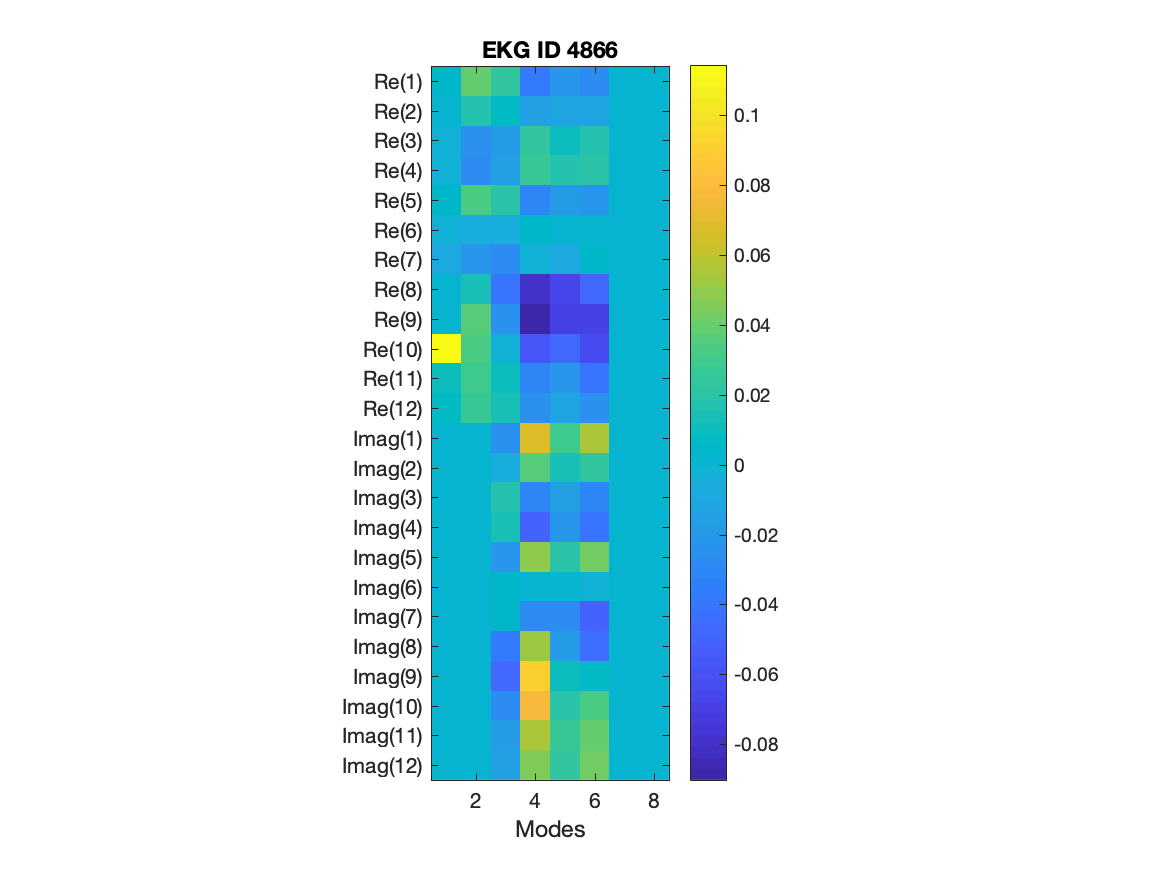 EKG ID 4866
Re(1)
Re(2)
Re(3)
Re(4)
Re(5)
Re(6)
Re(7)
Re(8)
Re(9)
Re(10)
Re(11)
Re(12)
Imag(1)
Imag(2)
Imag(3)
Imag(4)
Imag(5)
Imag(6)
Imag(7)
Imag(8)
Imag(9)
Imag(10)
Imag(11)
Imag(12)
2 4 6 8
Modes
0.1
0.08
0.06
0.04
0.02
0
-0.02
-0.04
-0.06
-0.08